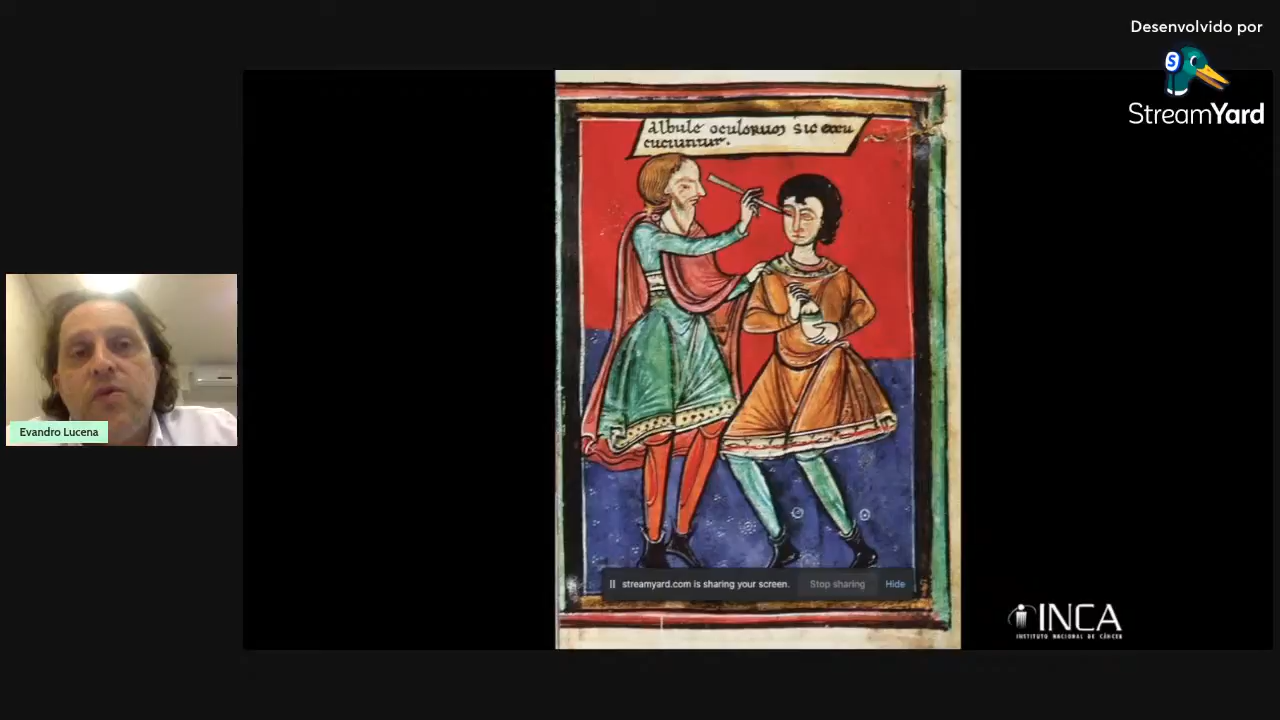 Desenvolvido por
StreamYard
albule oculorum sic excu
cuciuntur.
Evandro Lucena
streamyard.com is sharing your screen. Stop sharing Hide
INCA
INSTITUTO NACIONAL DE CÂNCER